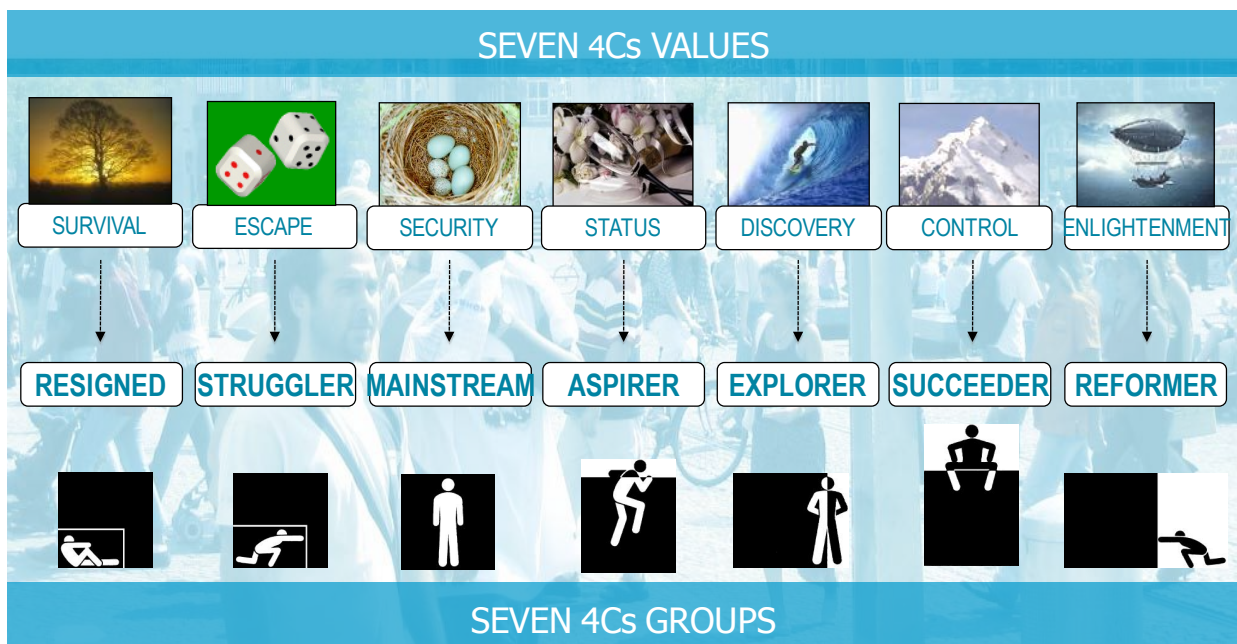 SEVEN 4Cs VALUES
SURVIVAL
ESCAPE
SECURITY
STATUS
DISCOVERY
CONTROL
ENLIGHTENMENT
RESIGNED
STRUGGLER
MAINSTREAM
ASPIRER
EXPLORER
SUCCEEDER
REFORMER
SEVEN 4Cs GROUPS